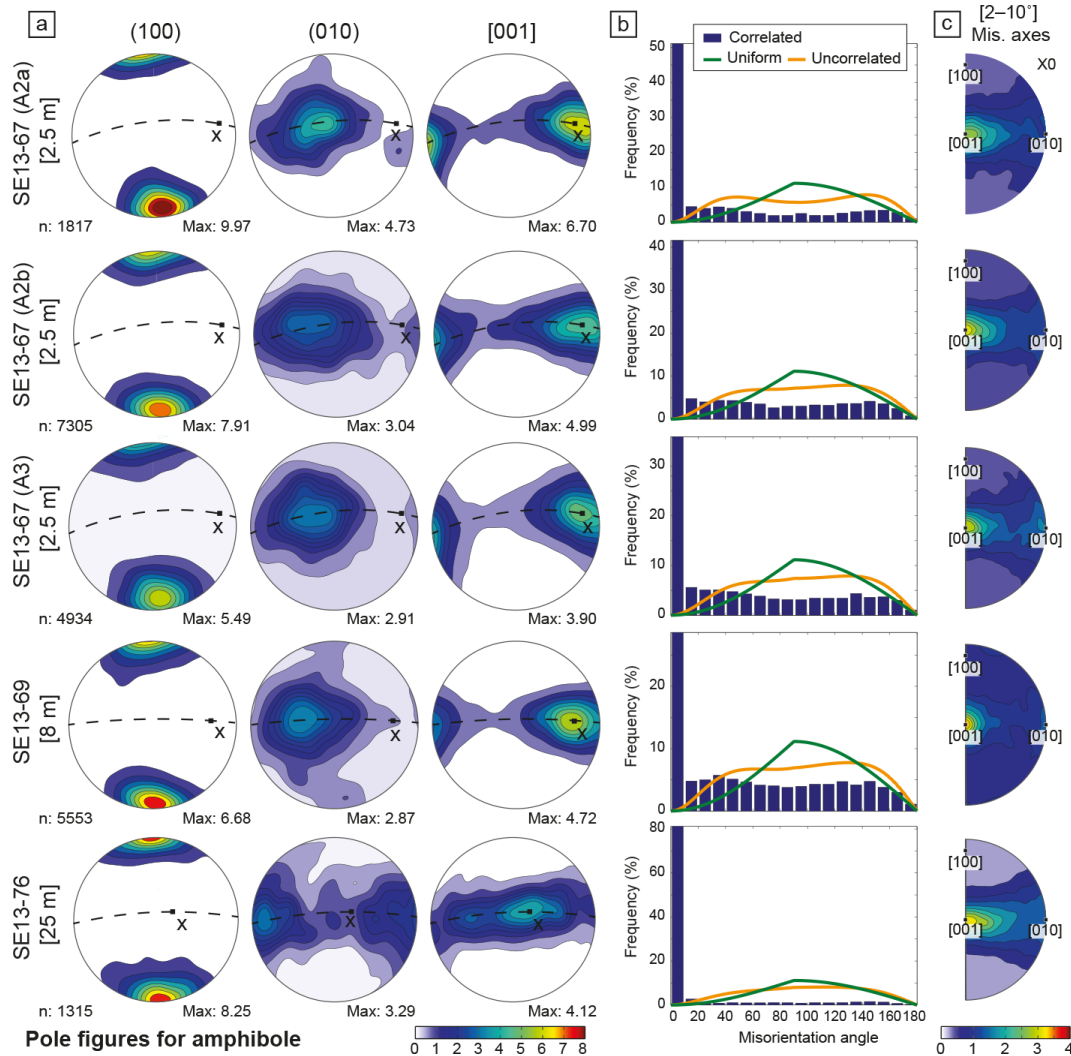 a (100) (010) [001] b c [2–10°]
Mis. axes
X0
Correlated
Uniform Uncorrelated
SE13-67 (A2a)
[2.5 m]
X X X
n: 1817 Max: 9.97 Max: 4.73 Max: 6.70
Frequency (%)
50
40
30
20
10
0
[100]
[001] [010]
SE13-67 (A2b)
[2.5 m]
X X X
n: 7305 Max: 7.91 Max: 3.04 Max: 4.99
Frequency (%)
40
30
20
10
0
[100]
[001] [010]
SE13-67 (A3)
[2.5 m]
X X X
n: 4934 Max: 5.49 Max: 2.91 Max: 3.90
Frequency (%)
30
20
10
0
[100]
[001] [010]
SE13-69
[8 m]
X X X
n: 5553 Max: 6.68 Max: 2.87 Max: 4.72
Frequency (%)
20
10
0
[100]
[001] [010]
SE13-76
[25 m]
X X X
n: 1315 Max: 8.25 Max: 3.29 Max: 4.12
Frequency (%)
80
60
40
20
0
0 20 40 60 80 100 120 140 160 180
Misorientation angle
[100]
[001] [010]
Pole figures for amphibole
0 1 2 3 4 5 6 7 8
0 1 2 3 4